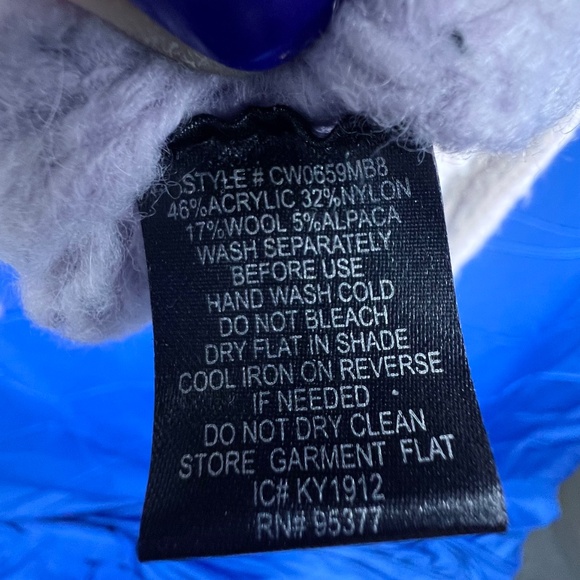 STYLE # CW0659MB8
46%ACRYLIC 32%NYLON
17%WOOL 5%ALPACA
WASH SEPARATELY
BEFORE USE
HAND WASH COLD
DO NOT BLEACH
DRY FLAT IN SHADE
COOL IRON ON REVERSE
IF NEEDED
DO NOT DRY CLEAN
STORE GARMENT FLAT
IC# KY1912
RN# 95377